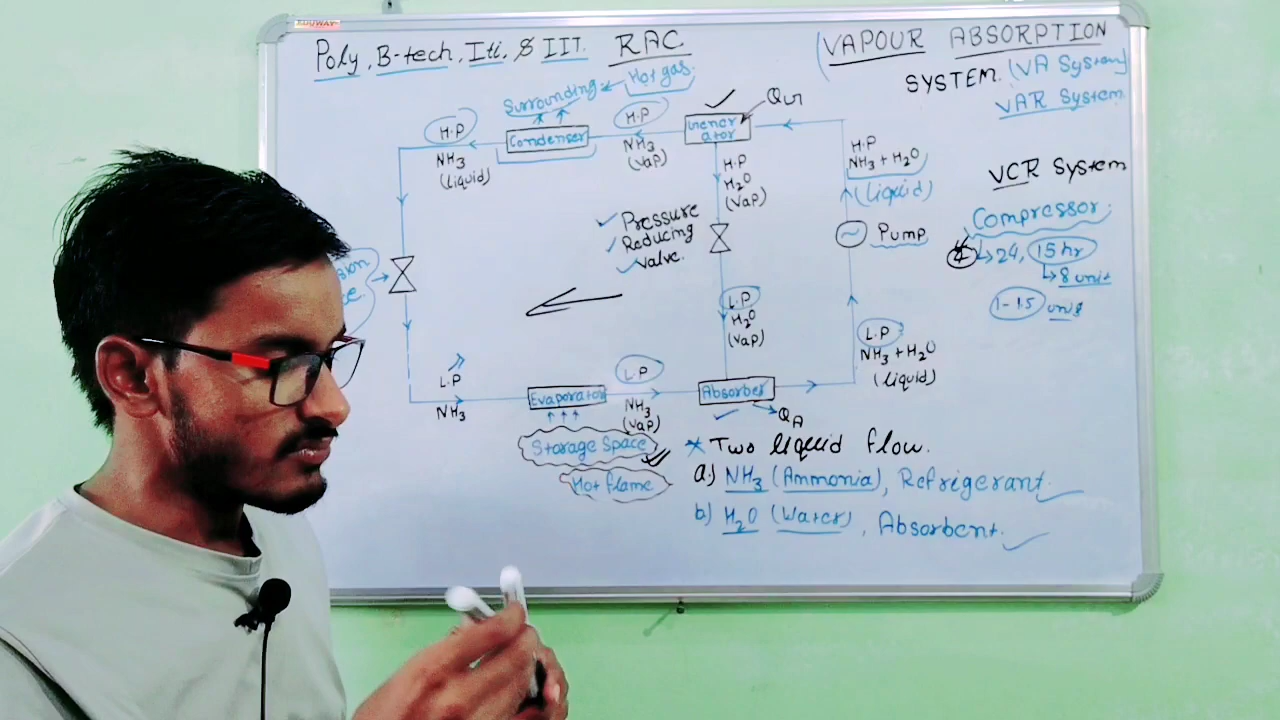 EDUWAY
Poly, B-tech, Iti, & III. RAC
(VAPOUR ABSORPTION
SYSTEM. (VA System)
VAR System
Hot gas.
Surrounding.
H.P
NH3
(liquid)
Condenser
H.P
NH3
(vap)
Gener
ator
H.P
H2O
(vap)
H.P
NH3 + H2O
(liquid)
VCR System
Compressor.
24, 15 hr
8 unit
1-1.5 unit
Pressure
Reducing
valve.
Pump
L.P
H2O
(vap)
L.P
NH3 + H2O
(liquid)
L.P
NH3
Evaporator
L.P
NH3
(vap)
Absorber
QA
Storage Space
Hot flame
* Two liquid flow.
a.) NH3 (Ammonia), Refrigerant.
b) H2O (Water), Absorbent.